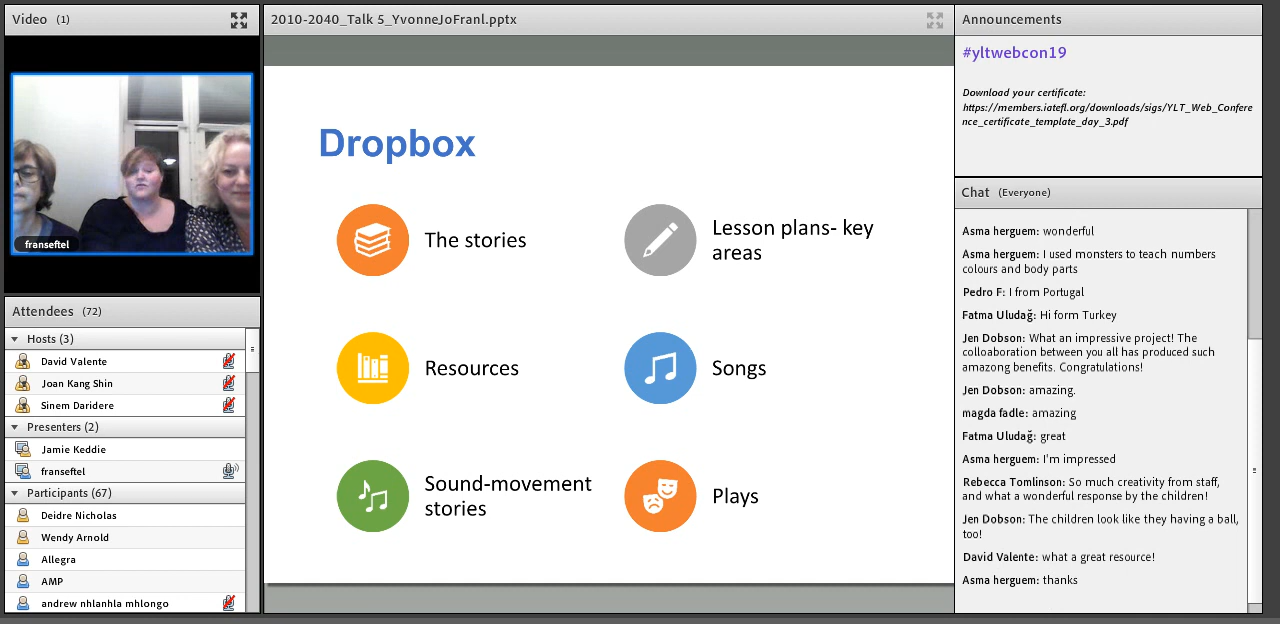 Video (1)
franseftel
Attendees (72)
Hosts (3)
David Valente
Joan Kang Shin
Sinem Daridere
Presenters (2)
Jamie Keddie
franseftel
Participants (67)
Deidre Nicholas
Wendy Arnold
Allegra
AMP
andrew nhlanhla mhlongo
2010-2040_Talk 5_YvonneJoFranl.pptx
Dropbox
The stories
Lesson plans- key
areas
Resources
Songs
Sound-movement
stories
Plays
Announcements
#yltwebcon19
Download your certificate:
https://members.iatefl.org/downloads/sigs/YLT_Web_Confere
nce_certificate_template_day_3.pdf
Chat (Everyone)
Asma herguem: wonderful
Asma herguem: I used monsters to teach numbers
colours and body parts
Pedro F: I from Portugal
Fatma Uludağ: Hi form Turkey
Jen Dobson: What an impressive project! The
colloaboration between you all has produced such
amazong benefits. Congratulations!
Jen Dobson: amazing.
magda fadle: amazing
Fatma Uludağ: great
Asma herguem: I'm impressed
Rebecca Tomlinson: So much creativity from staff,
and what a wonderful response by the children!
Jen Dobson: The children look like they having a ball,
too!
David Valente: what a great resource!
Asma herguem: thanks